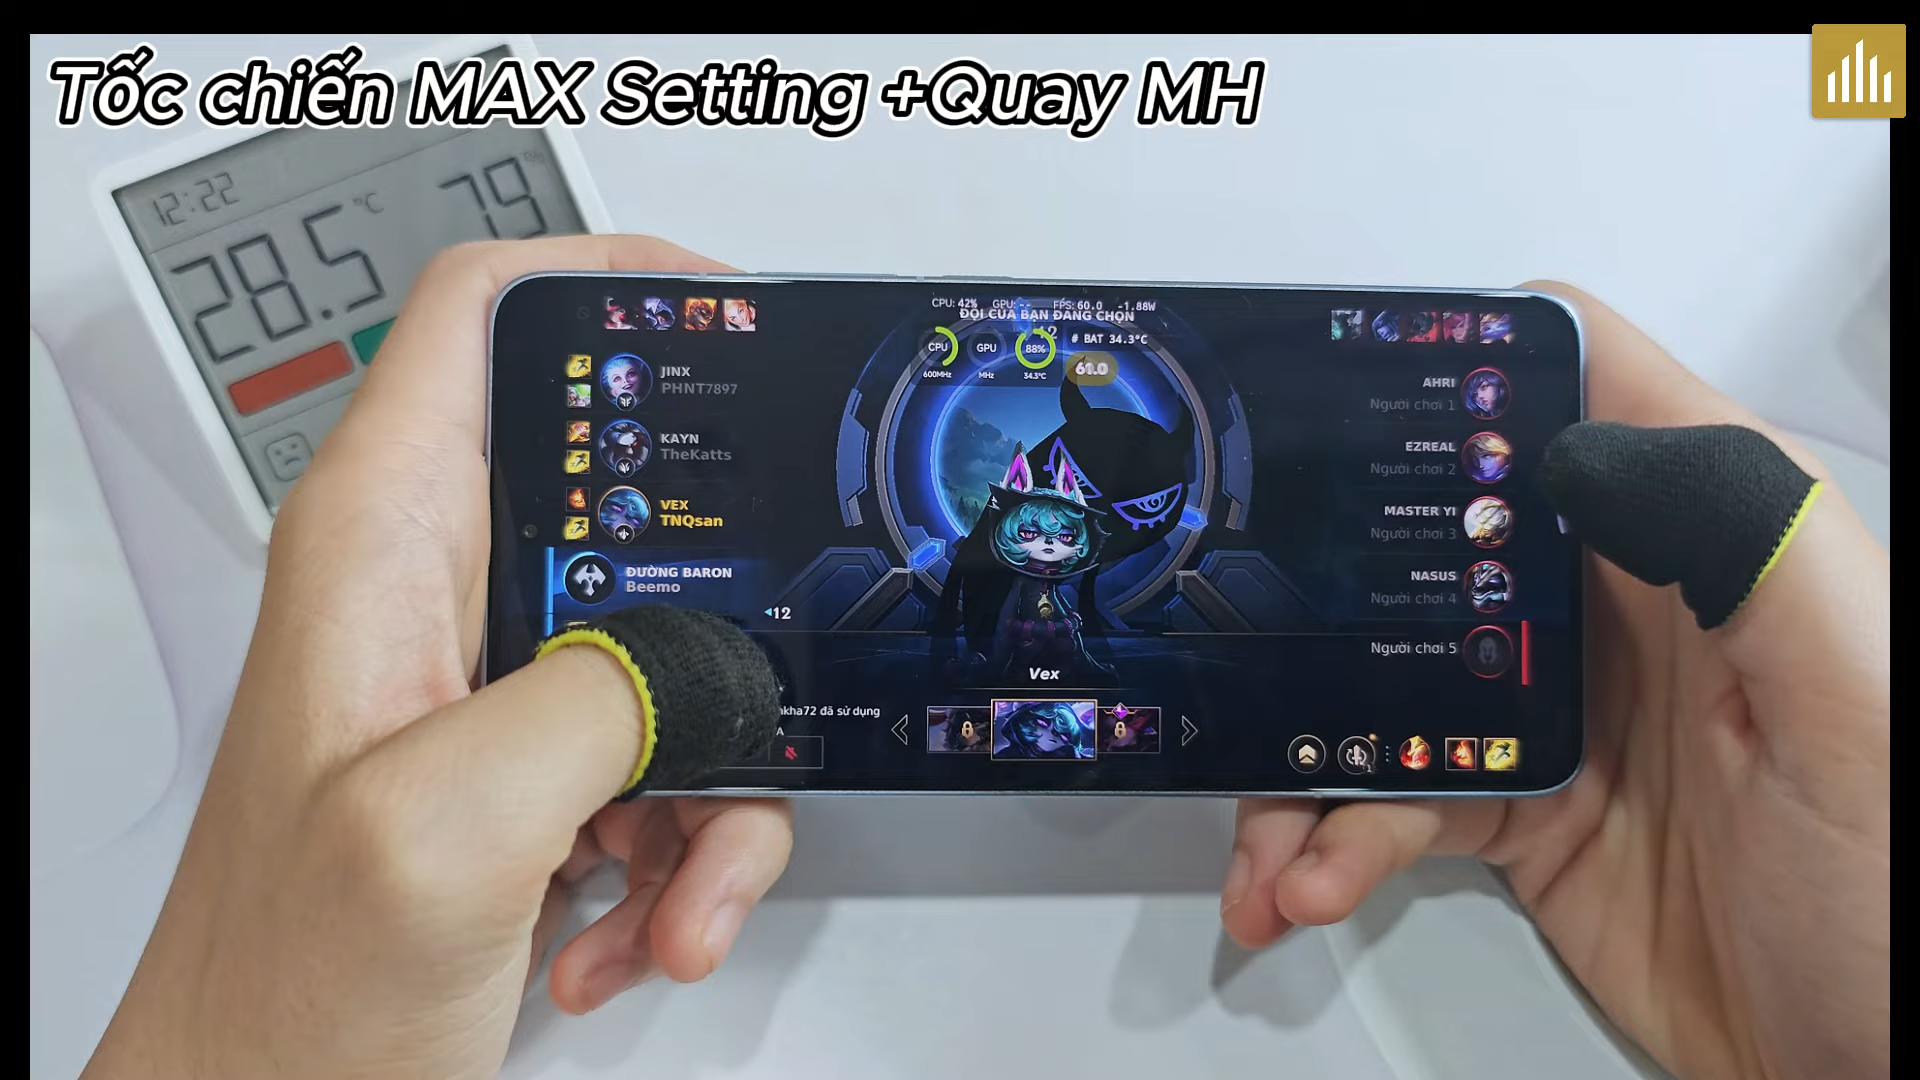 Tốc chiến MAX Setting +Quay MH
12:22
28.5 °C
79
CPU: 42% GPU: -- FPS: 60.0 -1.88W
ĐỘI CỦA BẠN ĐANG CHỌN
12
CPU
GPU
88%
# BAT 34.3°C
600MHz
MHz
34.3°C
JINX
PHNT7897
KAYN
TheKatts
VEX
TNQsan
ĐƯỜNG BARON
Beemo
12
đã sử dụng
Vex
AHRI
Người chơi 1
EZREAL
Người chơi 2
MASTER YI
Người chơi 3
NASUS
Người chơi 4
Người chơi 5